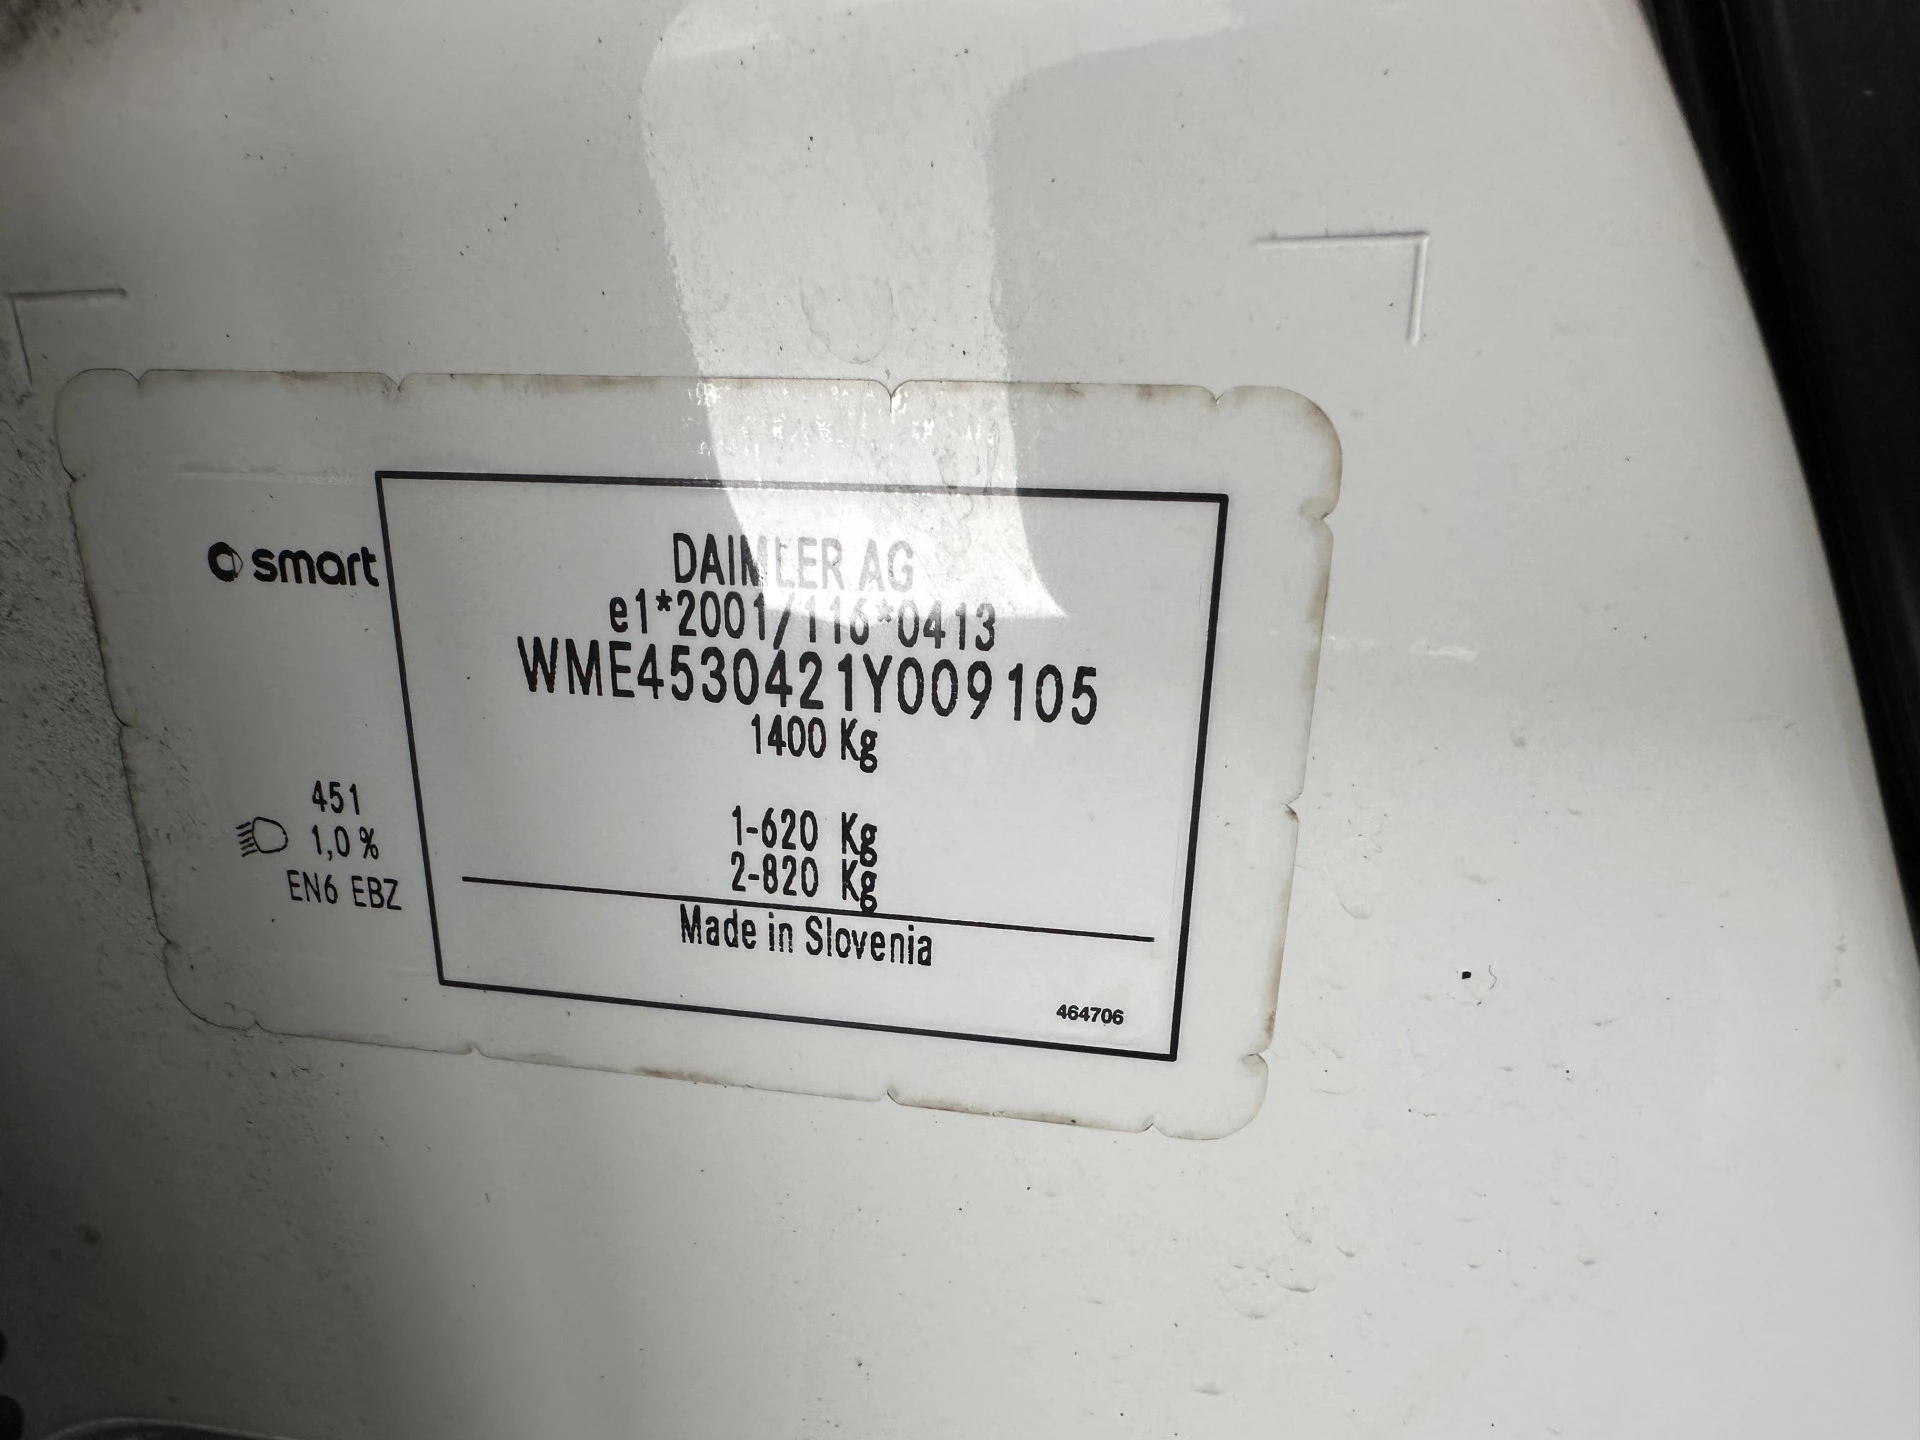 smart
DAIMLER AG
e1*2001/116*0413
WME4530421Y009105
1400 Kg
451
1,0 %
EN6 EBZ
1-620 Kg
2-820 Kg
Made in Slovenia
464706